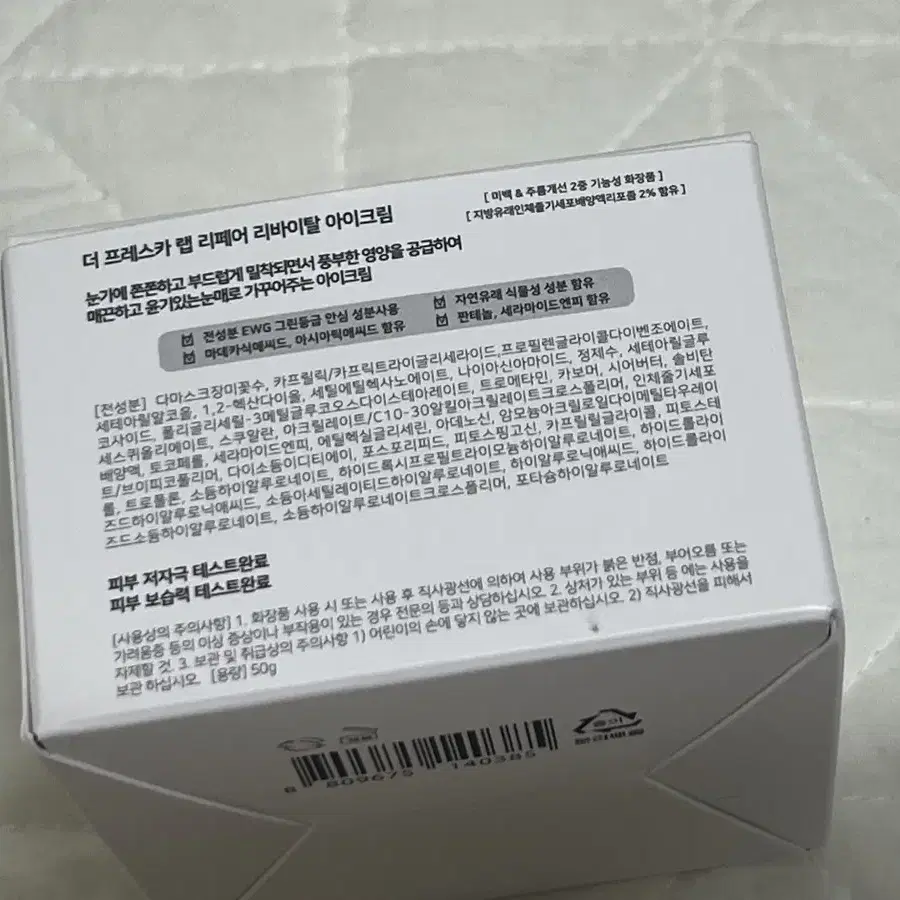 더 프레스카 랩 리페어 리바이탈 아이크림
[ 미백 & 주름개선 2중 기능성 화장품 ]
[ 지방유래인체줄기세포배양액리포좀 2% 함유 ]
눈가에 쫀쫀하고 부드럽게 밀착되면서 풍부한 영양을 공급하여
매끈하고 윤기있는눈매로 가꾸어주는 아이크림
전성분 EWG 그린등급 안심 성분사용
자연유래 식물성 성분 함유
마데카식애씨드, 아시아틱애씨드 함유
판테놀, 세라마이드엔피 함유
[전성분] 다마스크장미꽃수, 카프릴릭/카프릭트라이글리세라이드,프로필렌글라이콜다이벤조에이트,
세테아릴알코올, 1,2-헥산다이올, 세틸에틸헥사노에이트, 나이아신아마이드, 정제수, 세테아릴글루
코사이드, 폴리글리세릴-3메틸글루코오스다이스테아레이트, 트로메타민, 카보머, 시어버터, 솔비탄
세스퀴올리에이트, 스쿠알란, 아크릴레이트/C10-30알킬아크릴레이트크로스폴리머, 인체줄기세포
배양액, 토코페롤, 세라마이드엔피, 에틸헥실글리세린, 아데노신, 암모늄아크릴로일다이메틸타우레이
트/브이피코폴리머, 다이소듐이디티에이, 포스포리피드, 피토스핑고신, 카프릴릴글라이콜, 피토스테
롤, 트로폴론, 소듐하이알루로네이트, 하이드록시프로필트라이모늄하이알루로네이트, 하이드롤라이
즈드하이알루로닉애씨드, 소듐아세틸레이티드하이알루로네이트, 하이알루로닉애씨드, 하이드롤라이
즈드소듐하이알루로네이트, 소듐하이알루로네이트크로스폴리머, 포타슘하이알루로네이트
피부 저자극 테스트완료
피부 보습력 테스트완료
[사용상의 주의사항] 1. 화장품 사용 시 또는 사용 후 직사광선에 의하여 사용 부위가 붉은 반점, 부어오름 또는
가려움증 등의 이상 증상이나 부작용이 있는 경우 전문의 등과 상담하십시오. 2. 상처가 있는 부위 등 에는 사용을
자제할 것. 3. 보관 및 취급상의 주의사항 1) 어린이의 손에 닿지 않는 곳에 보관하십시오. 2) 직사광선을 피해서
보관 하십시오. [용량] 50g
8 809675 140385
종이